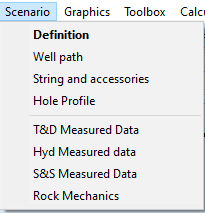 Scenario Graphics Toolbox Calcu
Definition
Well path
String and accessories
Hole Profile
T&D Measured Data
Hyd Measured data
S&S Measured Data
Rock Mechanics